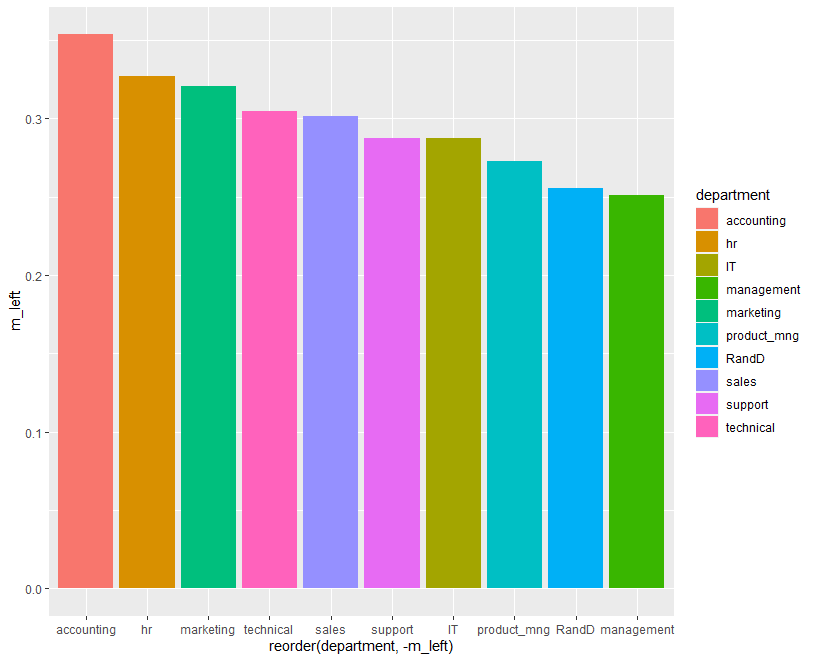 m_left
0.3
0.2
0.1
0.0
accounting hr marketing technical sales support IT product_mng RandD management
reorder(department, -m_left)
department
accounting
hr
IT
management
marketing
product_mng
RandD
sales
support
technical